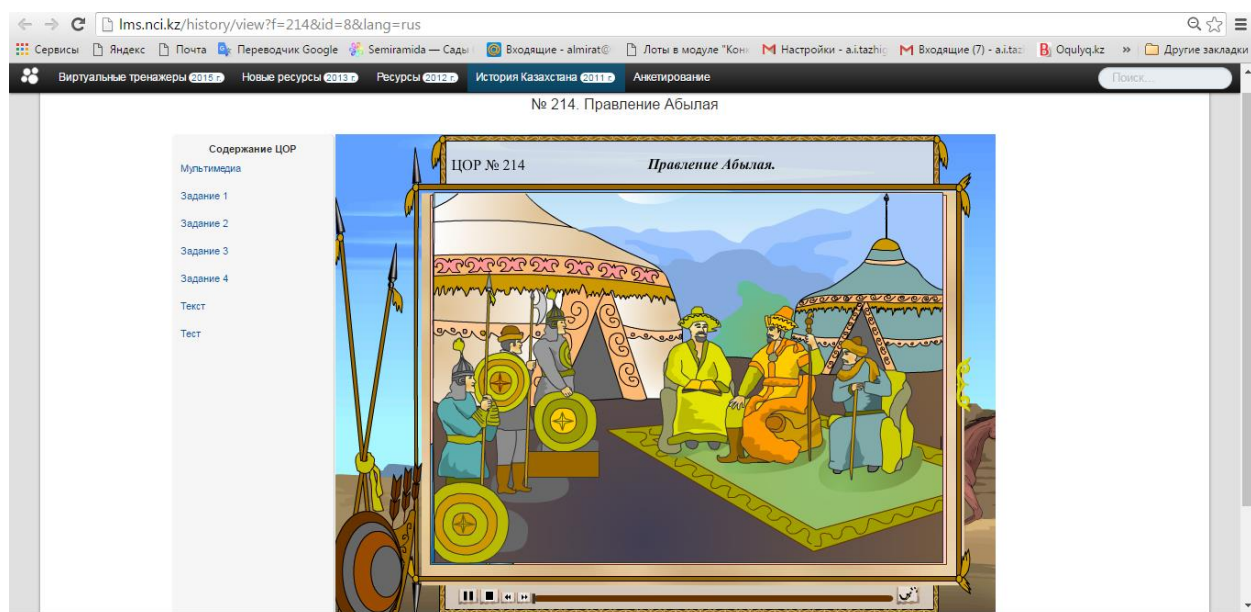 lms.nci.kz/history/view?f=214&id=8&lang=rus
Сервисы Яндекс Почта Переводчик Google Semiramida — Сады Входящие - almirat@ Лоты в модуле "Кон Настройки - a.i.tazhi Входящие (7) - a.i.taz Oqulyq.kz » Другие закладки
Виртуальные тренажеры 2015 г. Новые ресурсы 2013 г. Ресурсы 2012 г. История Казахстана 2011 г. Анкетирование Поиск...
№ 214. Правление Абылая
Содержание ЦОР
Мультимедиа
Задание 1
Задание 2
Задание 3
Задание 4
Текст
Тест
ЦОР № 214 Правление Абылая.